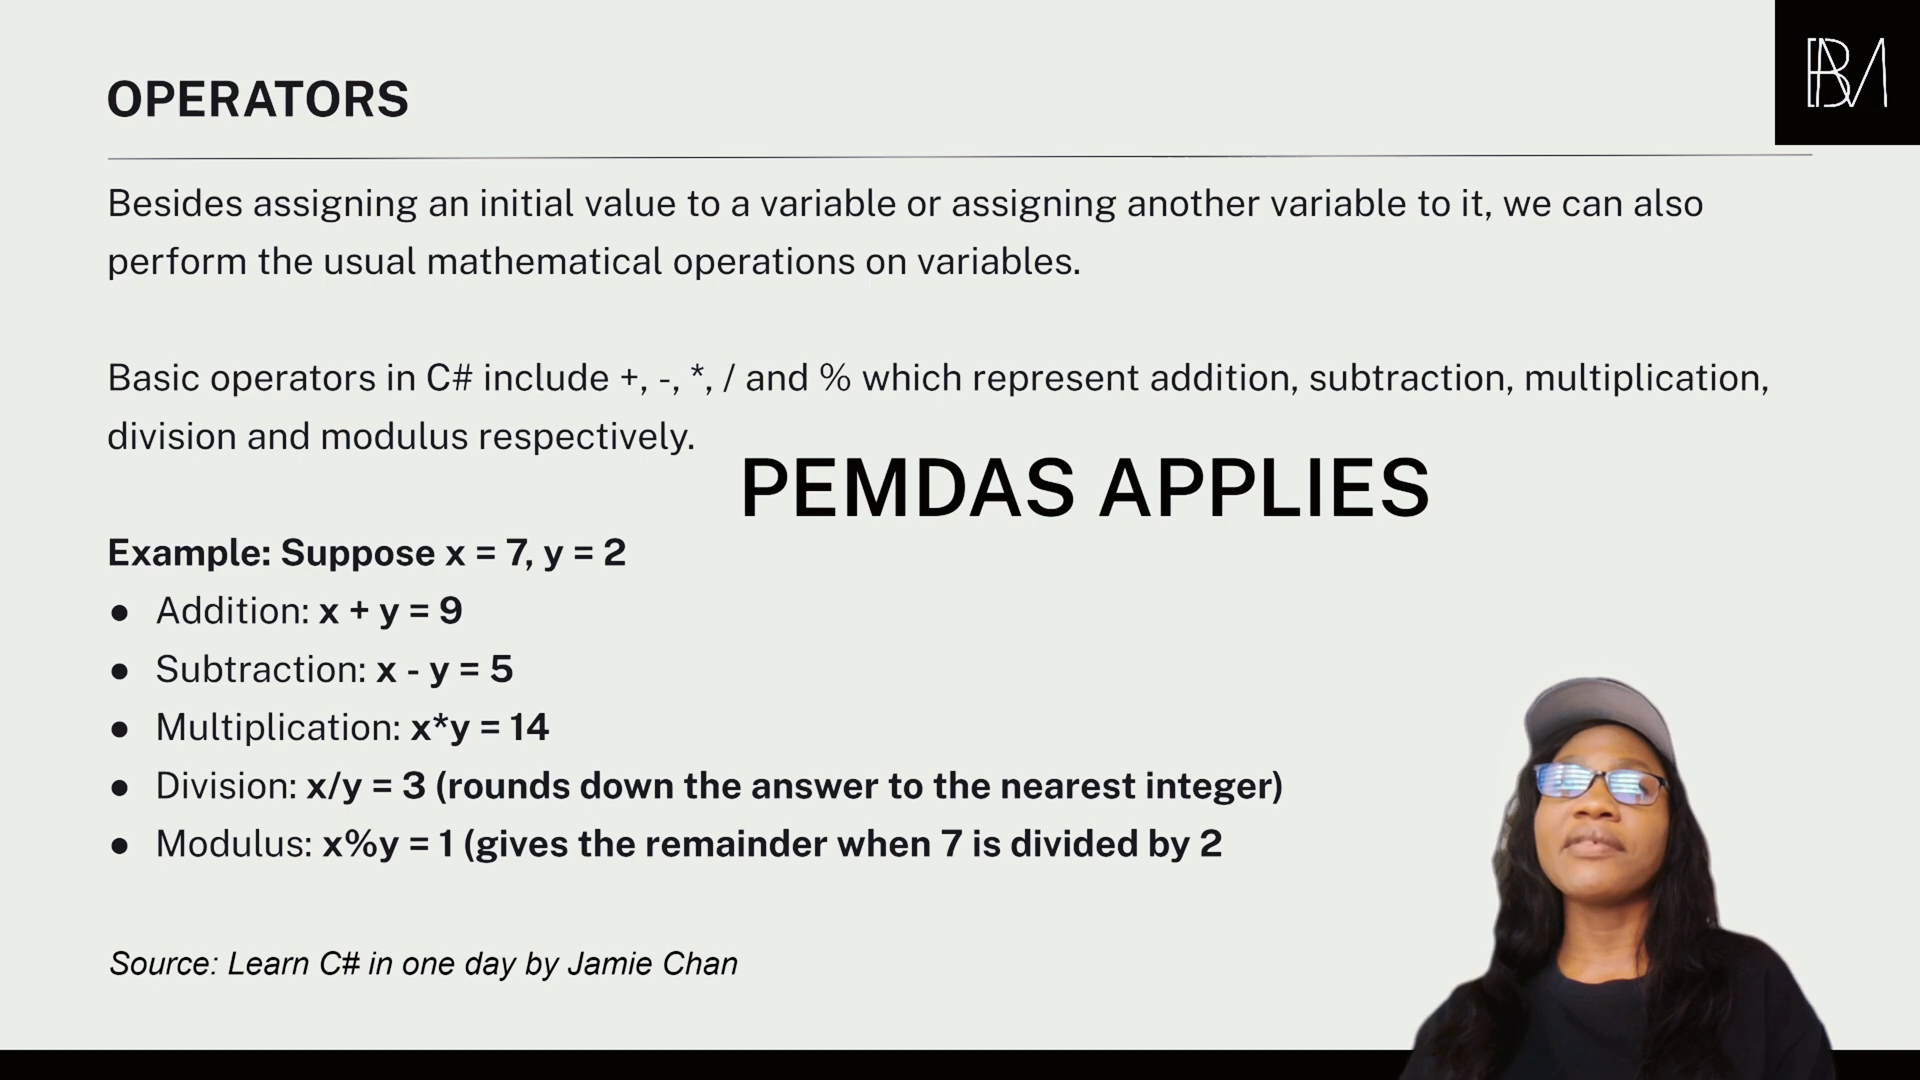 OPERATORS
Besides assigning an initial value to a variable or assigning another variable to it, we can also
perform the usual mathematical operations on variables.
Basic operators in C# include +, -, *, / and % which represent addition, subtraction, multiplication,
division and modulus respectively.
PEMDAS APPLIES
Example: Suppose x = 7, y = 2
● Addition: x + y = 9
● Subtraction: x - y = 5
● Multiplication: x*y = 14
● Division: x/y = 3 (rounds down the answer to the nearest integer)
● Modulus: x%y = 1 (gives the remainder when 7 is divided by 2
Source: Learn C# in one day by Jamie Chan